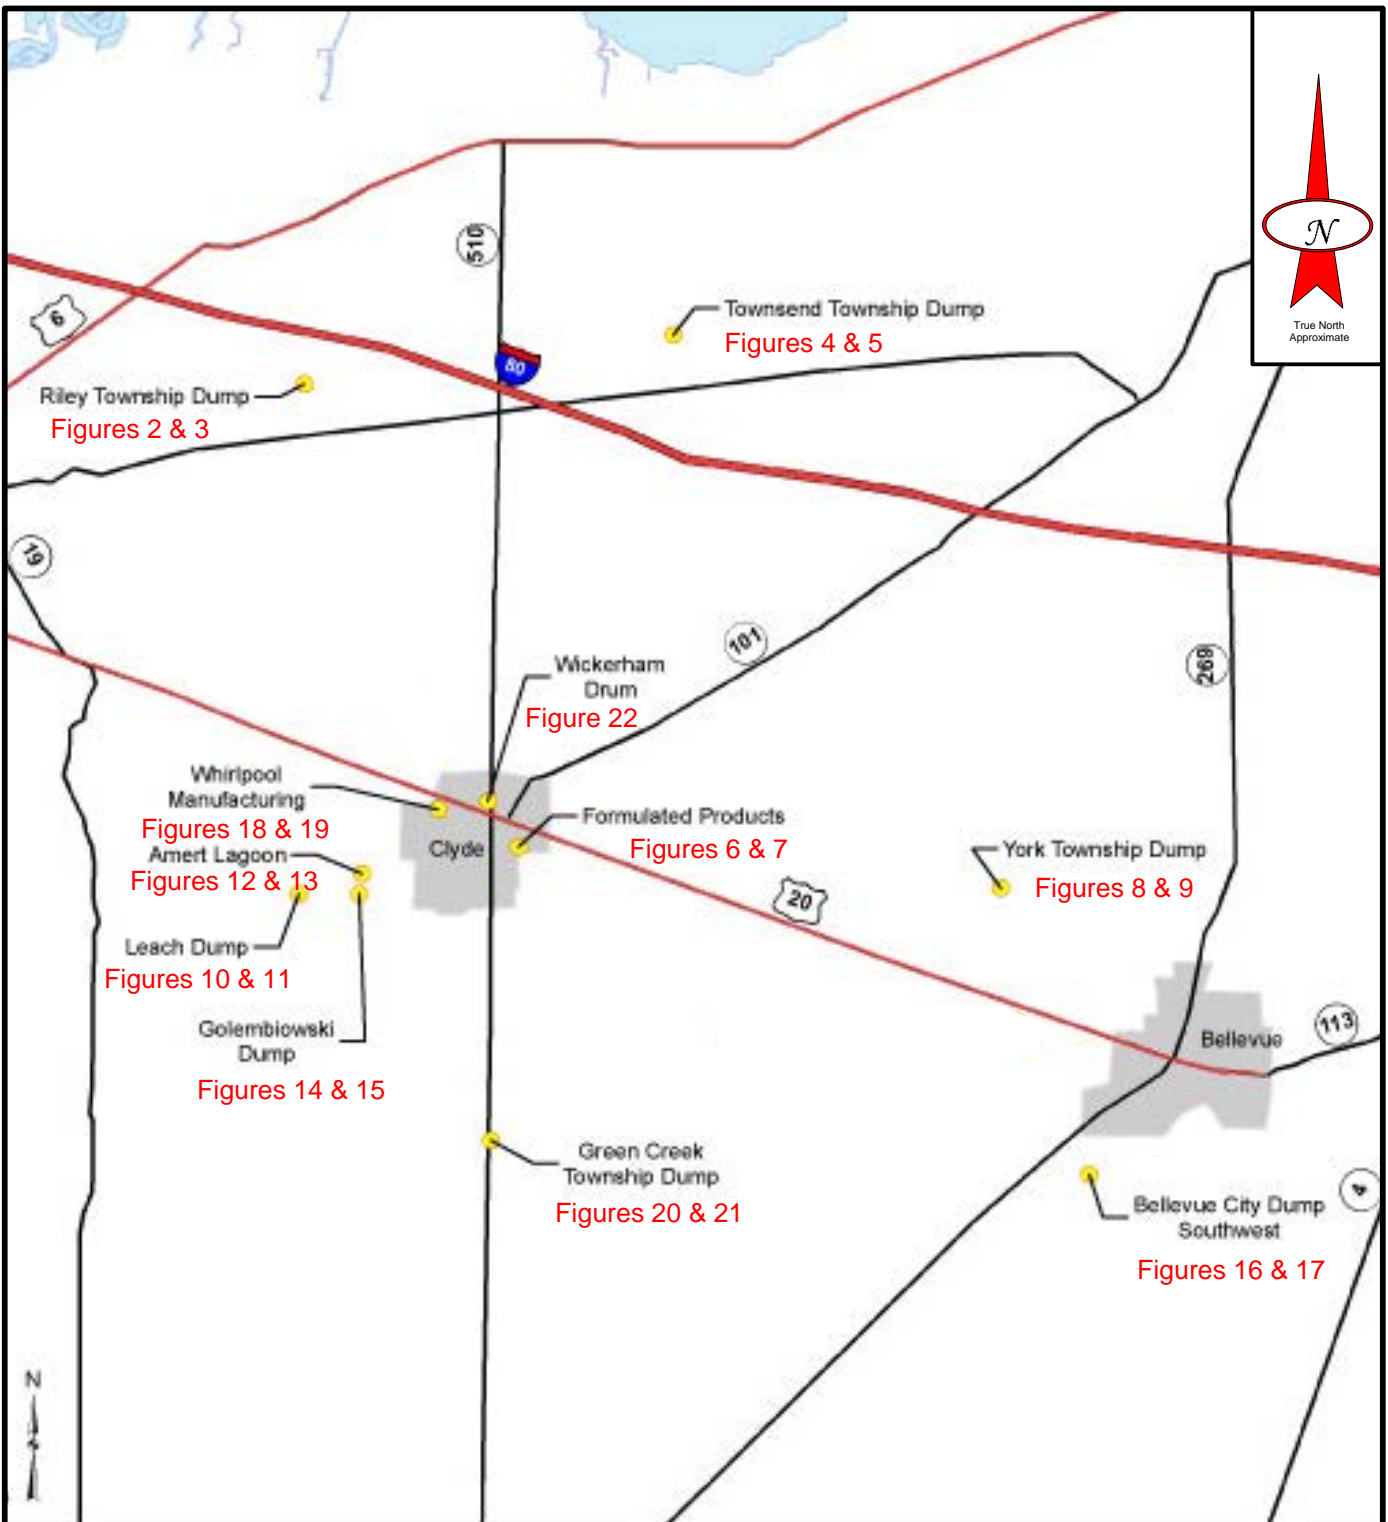 N
True North
Approximate
510
6
80
Townsend Township Dump
Figures 4 & 5
Riley Township Dump
Figures 2 & 3
19
101
269
Wickerham
Drum
Figure 22
Whirlpool
Manufacturing
Figures 18 & 19
Formulated Products
Figures 6 & 7
Clyde
Amert Lagoon
Figures 12 & 13
York Township Dump
Figures 8 & 9
20
Leach Dump
Figures 10 & 11
Golembiowski
Dump
Figures 14 & 15
Bellevue
113
Green Creek
Township Dump
Figures 20 & 21
4
Bellevue City Dump
Southwest
Figures 16 & 17
N